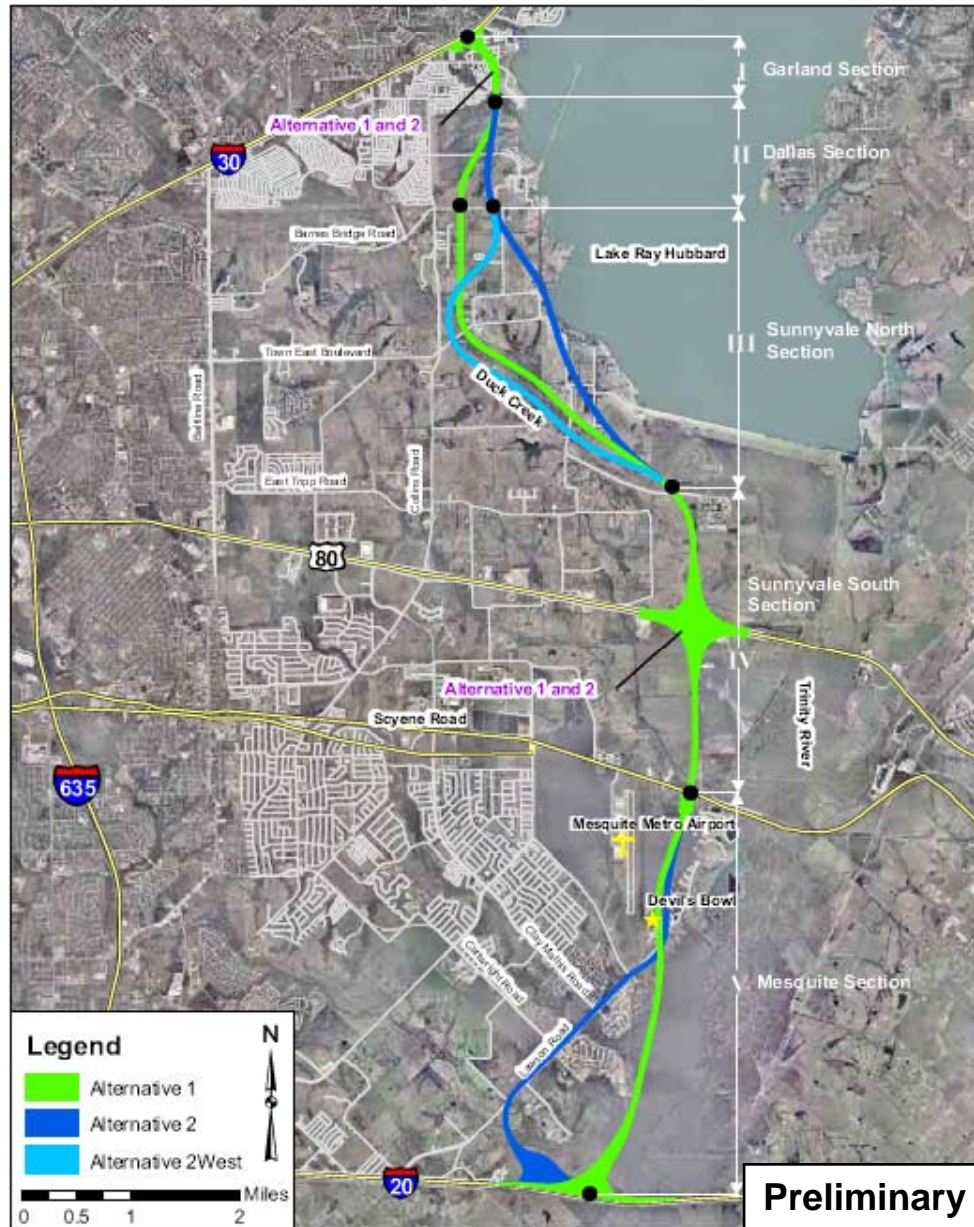 I
Garland Section
Alternative 1 and 2
II
Dallas Section
30
Barnes Bridge Road
Lake Ray Hubbard
III
Sunnyvale North
Section
Town East Boulevard
Duck Creek
Collins Road
East Tripp Road
80
Sunnyvale South
Section
IV
Alternative 1 and 2
Scyene Road
Trinity River
635
Mesquite Metro Airport
Devil's Bowl
V
Mesquite Section
Cartwright Road
Clay Mathis Road
Lawson Road
20
Legend
N
Alternative 1
Alternative 2
Alternative 2West
Miles
0 0.5 1 2
Preliminary